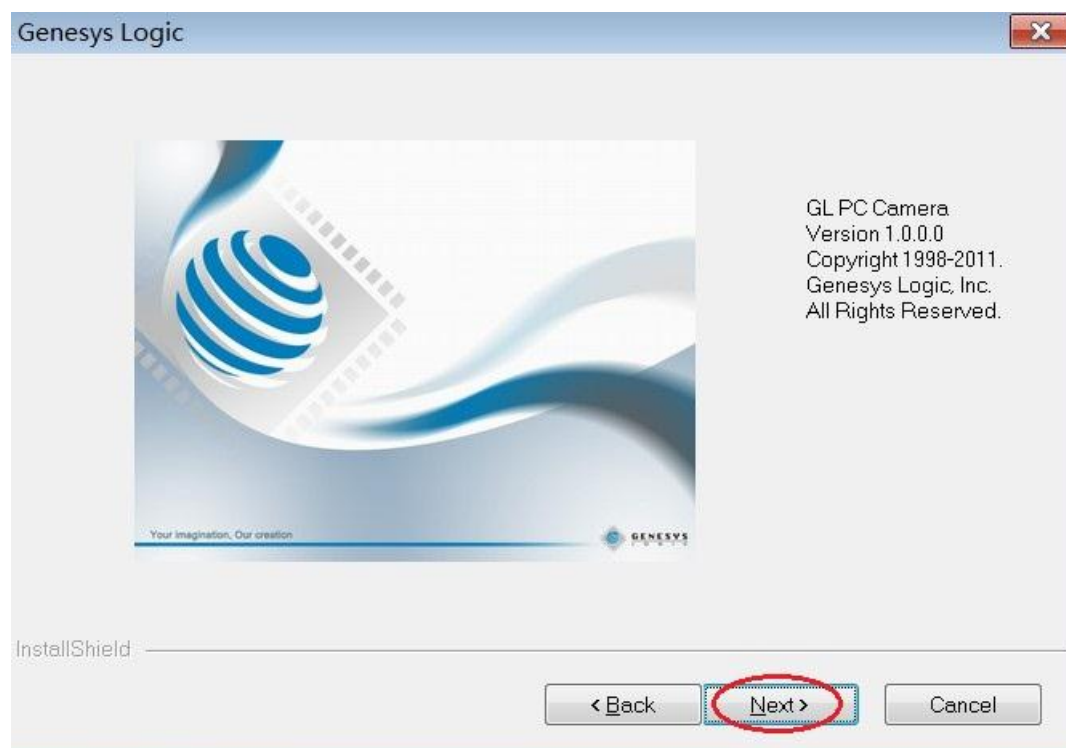 Genesys Logic
GL PC Camera
Version 1.0.0.0
Copyright 1998-2011.
Genesys Logic, Inc.
All Rights Reserved.
Your imagination, Our creation
GENESYS
LOGIC
InstallShield
< Back
Next >
Cancel